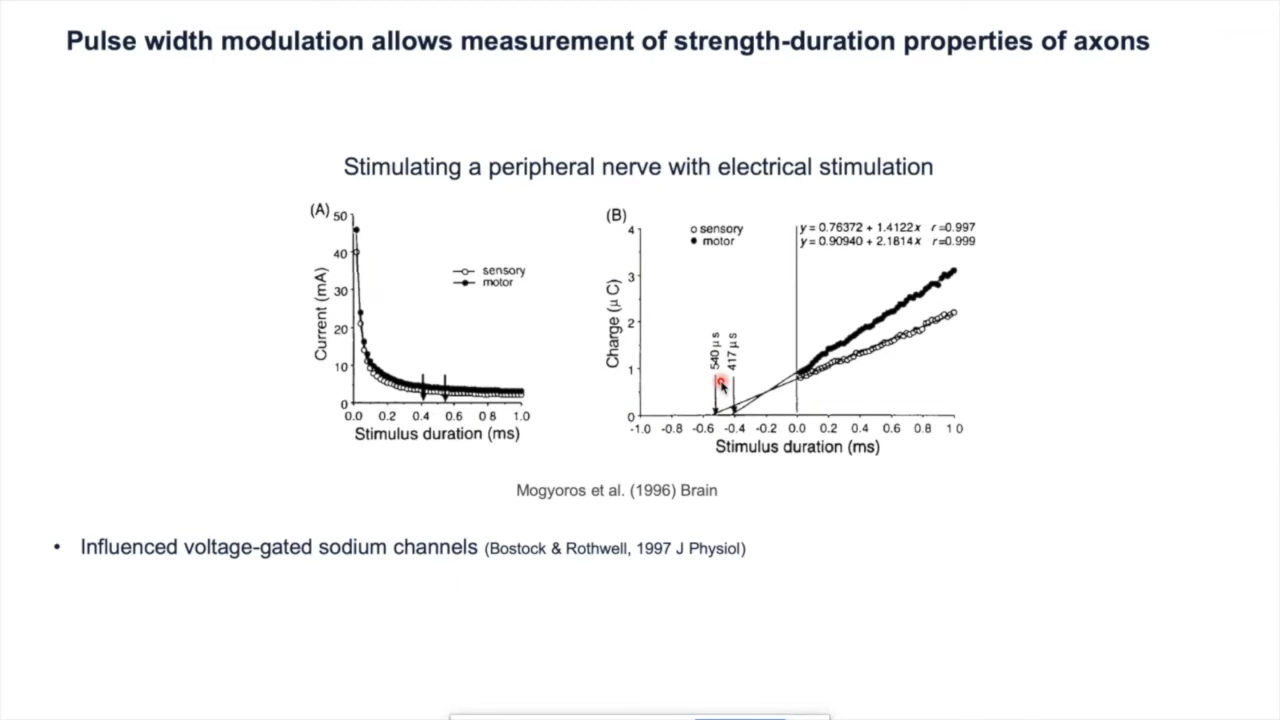 Pulse width modulation allows measurement of strength-duration properties of axons
Stimulating a peripheral nerve with electrical stimulation
(A)
50
40
30
20
10
0
Current (mA)
sensory
motor
0.0 0.2 0.4 0.6 0 8 1.0
Stimulus duration (ms)
(B)
4
3
2
1
0
Charge (μ C)
sensory
motor
y = 0.76372 + 1.4122x r=0.997
y = 0.90940 + 2.1814x r=0.999
540 μ s
417 μ s
-1.0 -0.8 -0.6 -0.4 -0.2 0.0 0.2 0.4 0.6 0.8 1 0
Stimulus duration (ms)
Mogyoros et al. (1996) Brain
• Influenced voltage-gated sodium channels (Bostock & Rothwell, 1997 J Physiol)